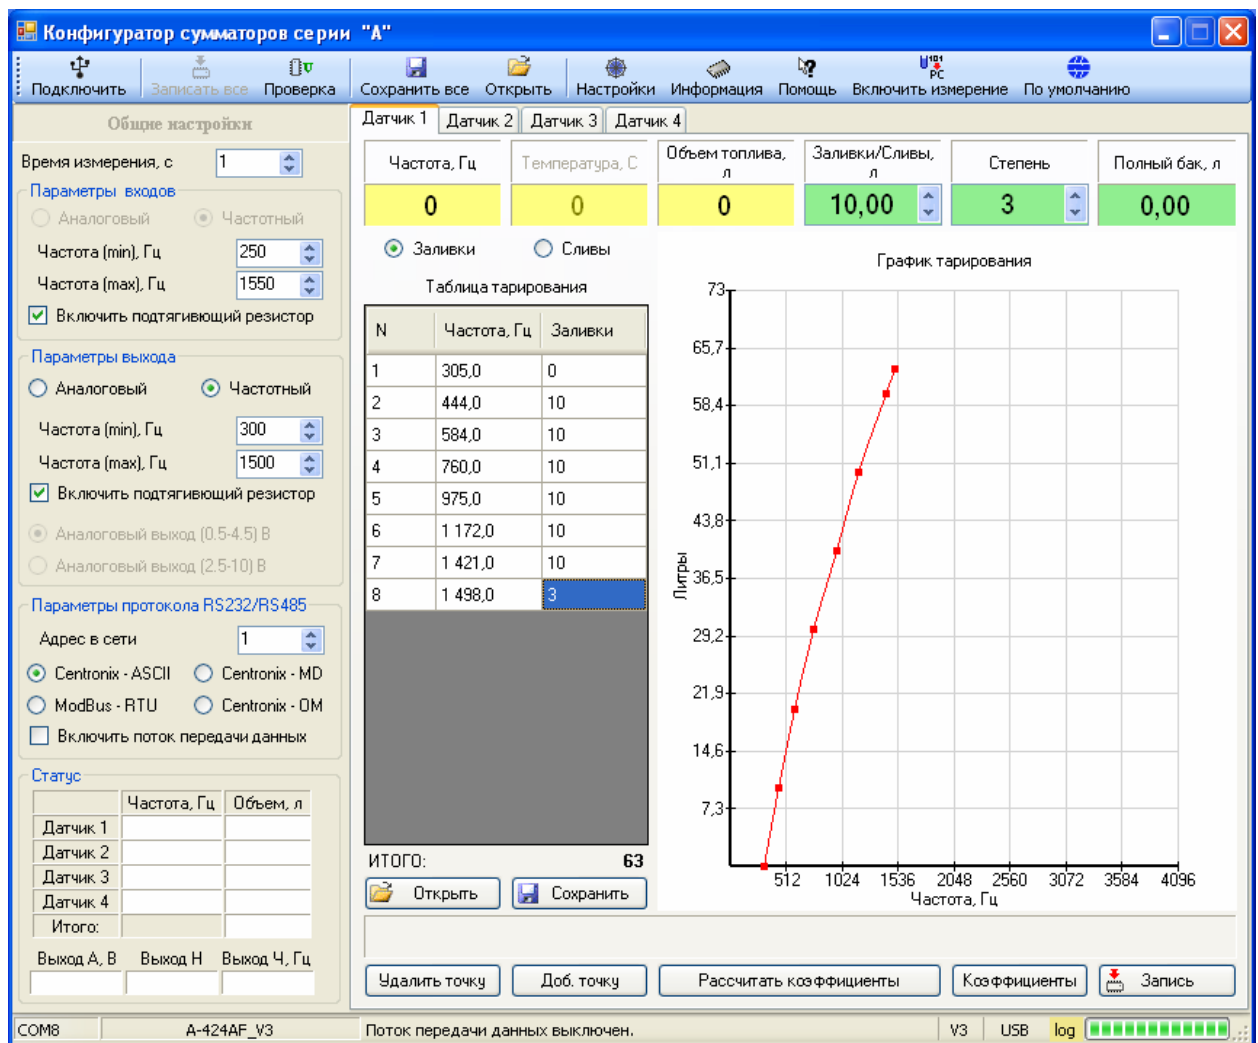 Конфигуратор сумматоров серии "А"
Подключить Записать все Проверка Сохранить все Открыть Настройки Информация Помощь Включить измерение По умолчанию
Общие настройки
Время измерения, с 1
Параметры входов
Аналоговый Частотный
Частота (min), Гц 250
Частота (max), Гц 1550
Включить подтягивающий резистор
Параметры выхода
Аналоговый Частотный
Частота (min), Гц 300
Частота (max), Гц 1500
Включить подтягивающий резистор
Аналоговый выход (0.5-4.5) В
Аналоговый выход (2.5-10) В
Параметры протокола RS232/RS485
Адрес в сети 1
Centronix - ASCII Centronix - MD
ModBus - RTU Centronix - OM
Включить поток передачи данных
Статус
Частота, Гц Объем, л
Датчик 1
Датчик 2
Датчик 3
Датчик 4
Итого:
Выход А, В Выход Н Выход Ч, Гц
Датчик 1 Датчик 2 Датчик 3 Датчик 4
Частота, Гц Температура, С Объем топлива, л Заливки/Сливы, л Степень Полный бак, л
0 0 0 10,00 3 0,00
Заливки Сливы
Таблица тарирования
N Частота, Гц Заливки
1 305,0 0
2 444,0 10
3 584,0 10
4 760,0 10
5 975,0 10
6 1 172,0 10
7 1 421,0 10
8 1 498,0 3
ИТОГО: 63
Открыть Сохранить
График тарирования
73
65,7
58,4
51,1
43,8
36,5
29,2
21,9
14,6
7,3
Литры
512 1024 1536 2048 2560 3072 3584 4096
Частота, Гц
Удалить точку Доб. точку Рассчитать коэффициенты Коэффициенты Запись
COM8 A-424AF_V3 Поток передачи данных выключен. V3 USB log